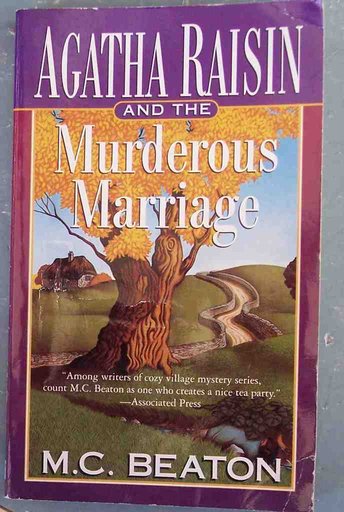 AGATHA RAISIN
AND THE
Murderous
Marriage
"Among writers of cozy village mystery series,
count M.C. Beaton as one who creates a nice tea party."
—Associated Press
M.C. BEATON